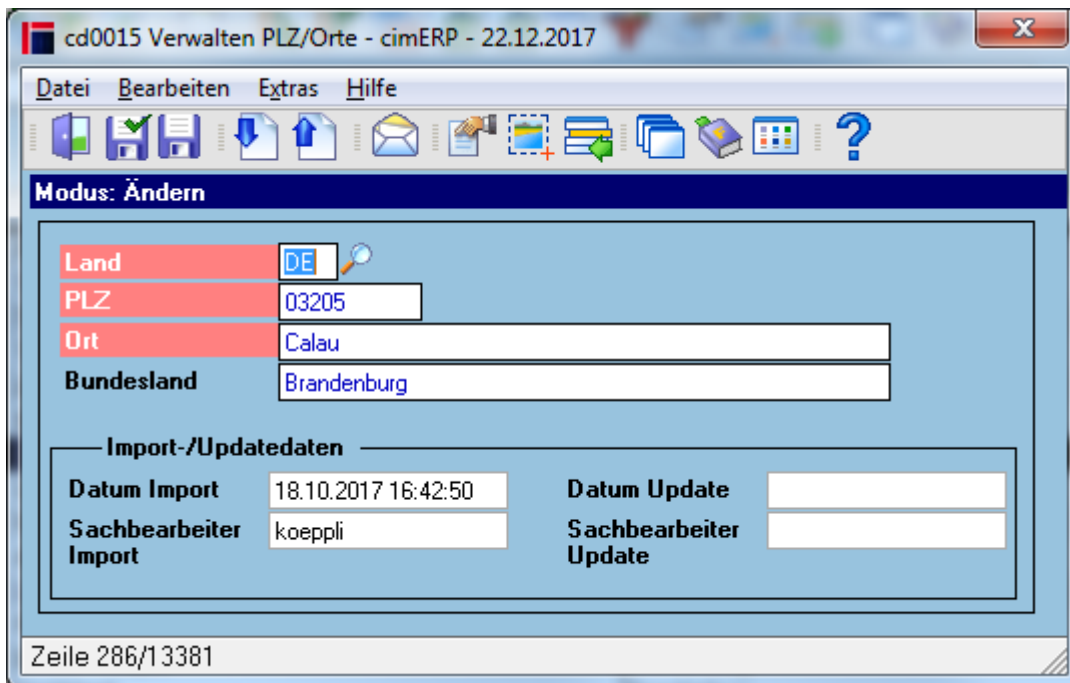 cd0015 Verwalten PLZ/Orte - cimERP - 22.12.2017
Datei Bearbeiten Extras Hilfe
Modus: Ändern
Land DE
PLZ 03205
Ort Calau
Bundesland Brandenburg
Import-/Updatedaten
Datum Import 18.10.2017 16:42:50 Datum Update
Sachbearbeiter Import koeppli Sachbearbeiter Update
Zeile 286/13381